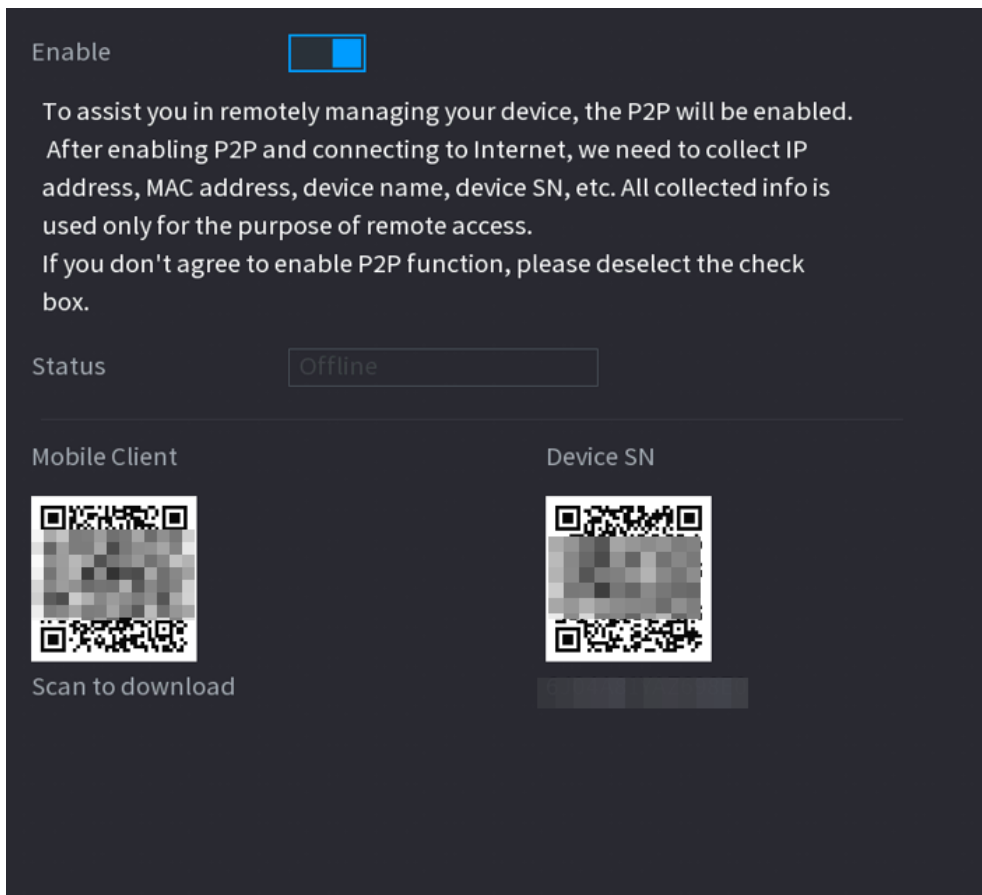 Enable
To assist you in remotely managing your device, the P2P will be enabled.
After enabling P2P and connecting to Internet, we need to collect IP
address, MAC address, device name, device SN, etc. All collected info is
used only for the purpose of remote access.
If you don't agree to enable P2P function, please deselect the check
box.
Status
Offline
Mobile Client
Device SN
Scan to download